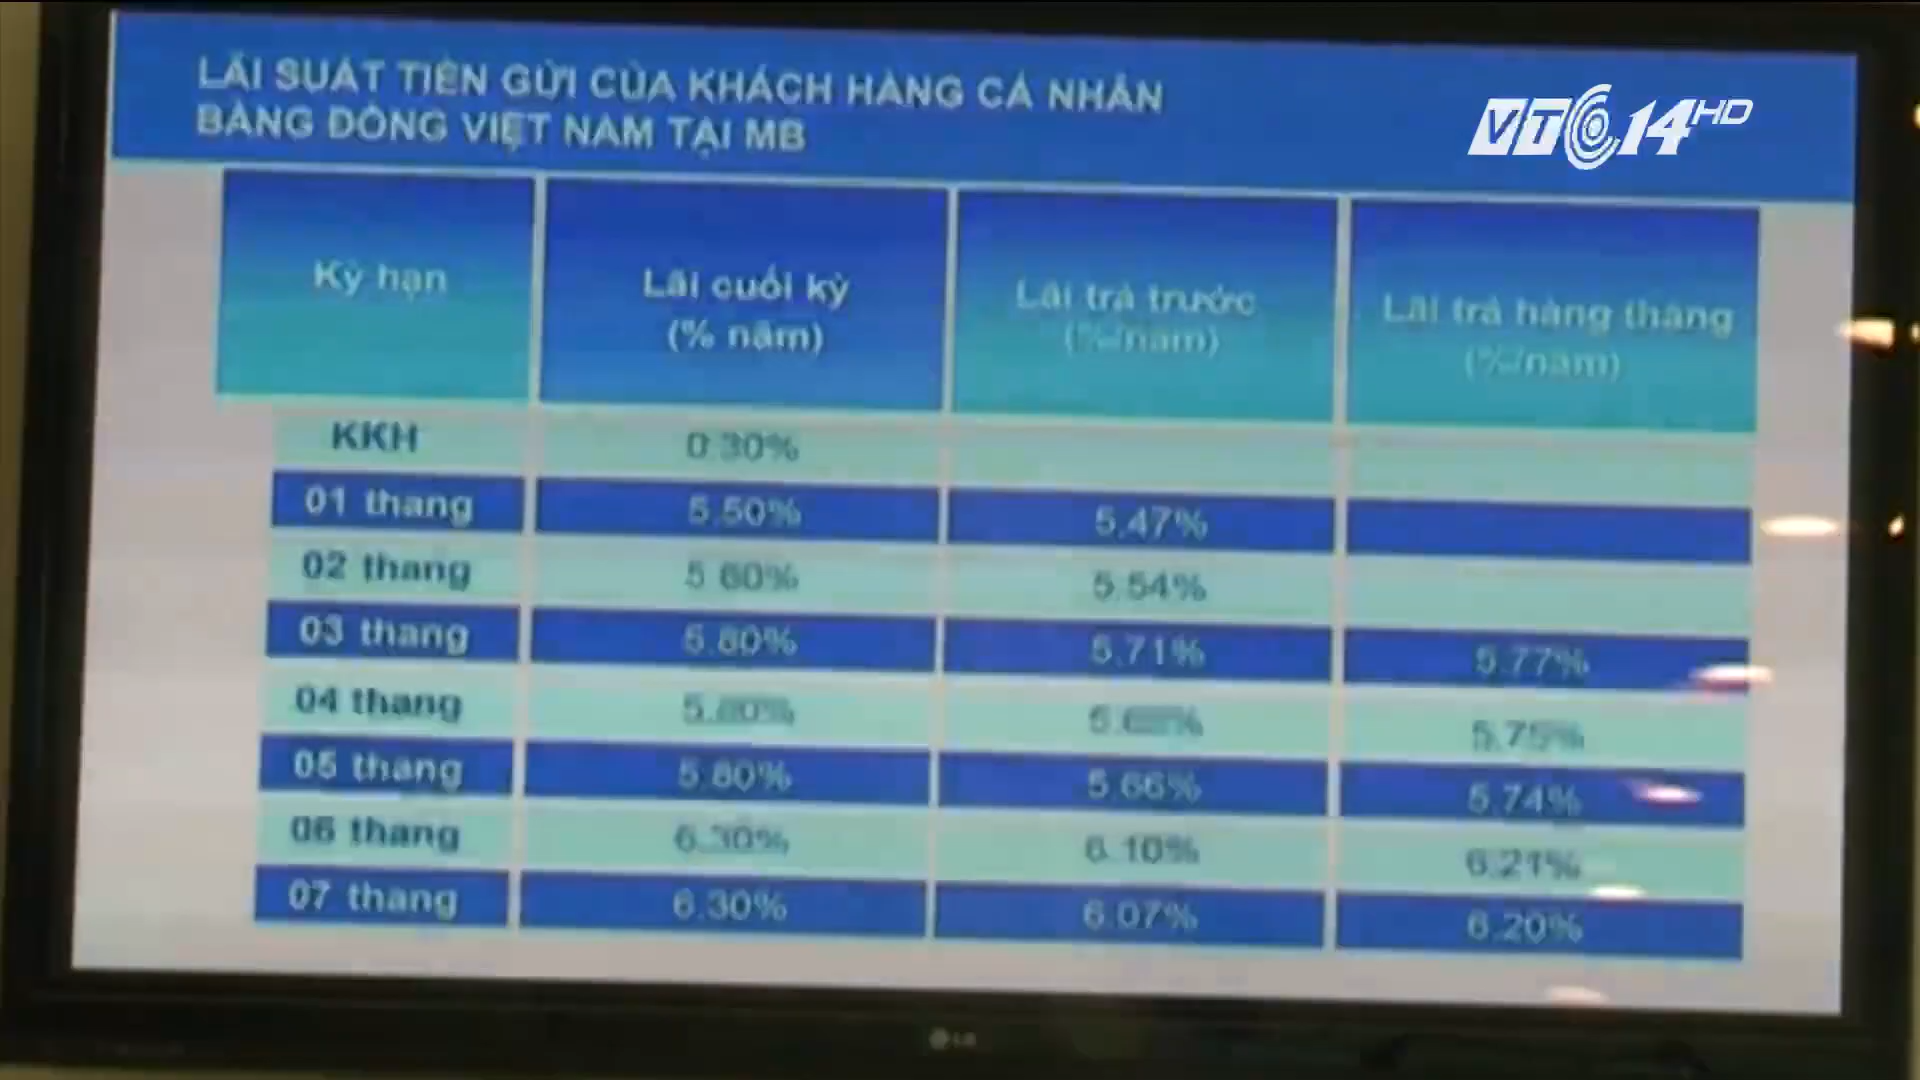 LÃI SUẤT TIỀN GỬI CỦA KHÁCH HÀNG CÁ NHÂN
BẰNG ĐỒNG VIỆT NAM TẠI MB
VTC14 HD
Kỳ hạn
Lãi cuối kỳ
(% năm)
Lãi trả trước
(%/năm)
Lãi trả hàng tháng
(%/năm)
KKH 0.30%
01 thang 5.50% 5.47%
02 thang 5.60% 5.54%
03 thang 5.80% 5.71% 5.77%
04 thang 5.80% 5.75%
05 thang 5.80% 5.66% 5.74%
06 thang 6.30% 6.10% 6.21%
07 thang 6.30% 6.07% 6.20%
LG